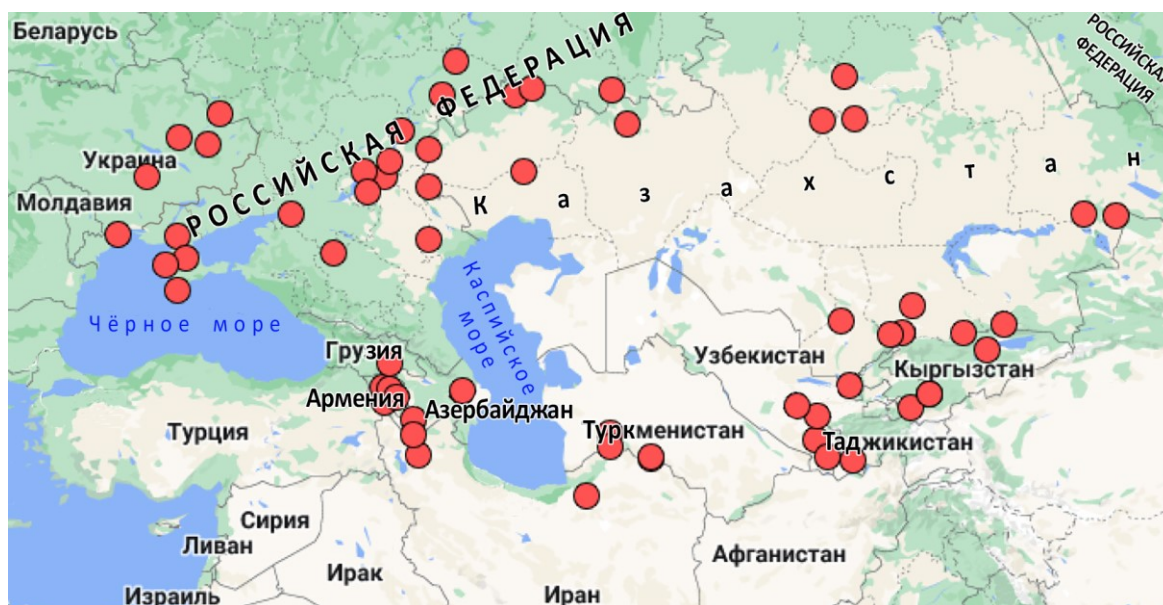 Беларусь
РОССИЙСКАЯ ФЕДЕРАЦИЯ
РОССИЙСКАЯ
ФЕДЕРАЦИЯ
Украина
Молдавия
Казахстан
Каспийское
море
Чёрное море
Грузия
Армения
Азербайджан
Узбекистан
Кыргызстан
Турция
Туркменистан
Таджикистан
Сирия
Ливан
Ирак
Афганистан
Израиль
Иран